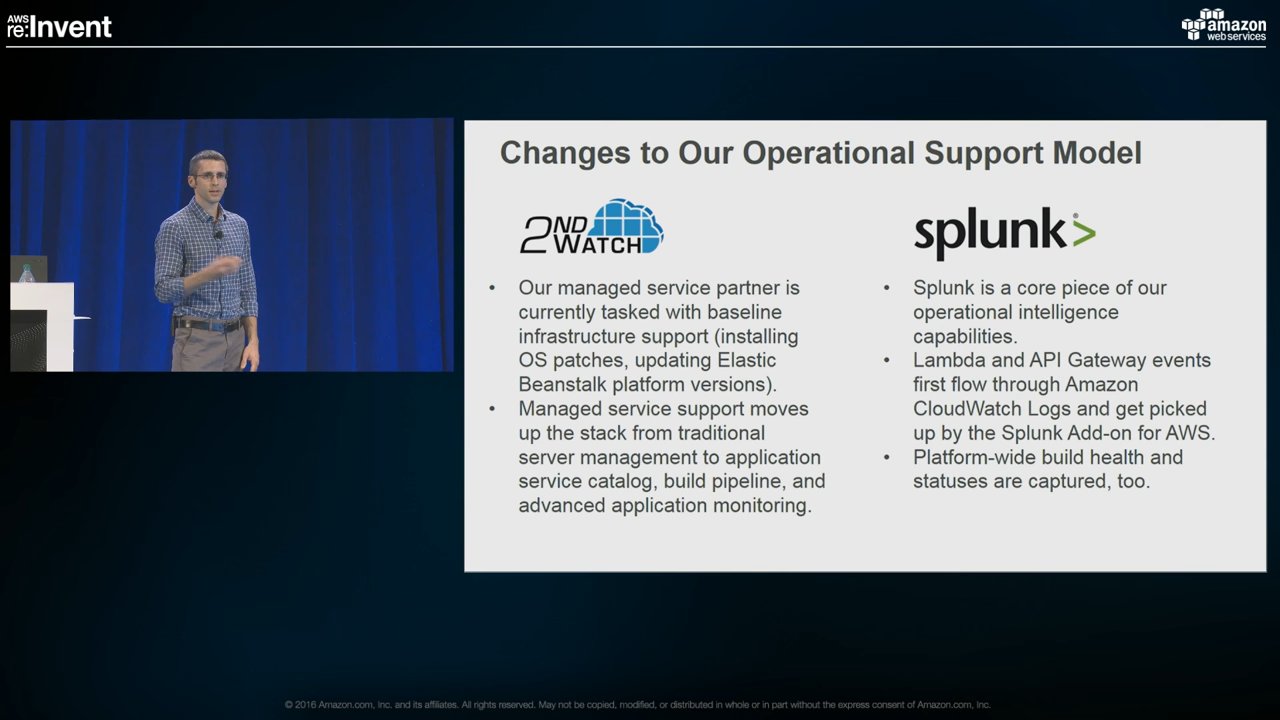 AWS
re:Invent
amazon
web services
Changes to Our Operational Support Model
2ND
WATCH
• Our managed service partner is
currently tasked with baseline
infrastructure support (installing
OS patches, updating Elastic
Beanstalk platform versions).
• Managed service support moves
up the stack from traditional
server management to application
service catalog, build pipeline, and
advanced application monitoring.
splunk>
• Splunk is a core piece of our
operational intelligence
capabilities.
• Lambda and API Gateway events
first flow through Amazon
CloudWatch Logs and get picked
up by the Splunk Add-on for AWS.
• Platform-wide build health and
statuses are captured, too.
© 2016 Amazon.com, Inc. and its affiliates. All rights reserved. May not be copied, modified, or distributed in whole or in part without the express consent of Amazon.com, Inc.